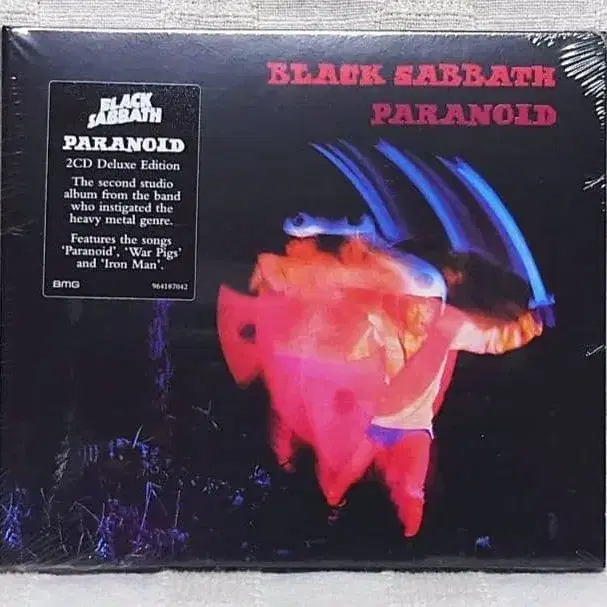 BLACK SABBATH
PARANOID
BLACK
SABBATH
PARANOID
2CD Deluxe Edition
The second studio
album from the band
who instigated the
heavy metal genre.
Features the songs
‘Paranoid’, ‘War Pigs’
and ‘Iron Man’.
BMG
964187042